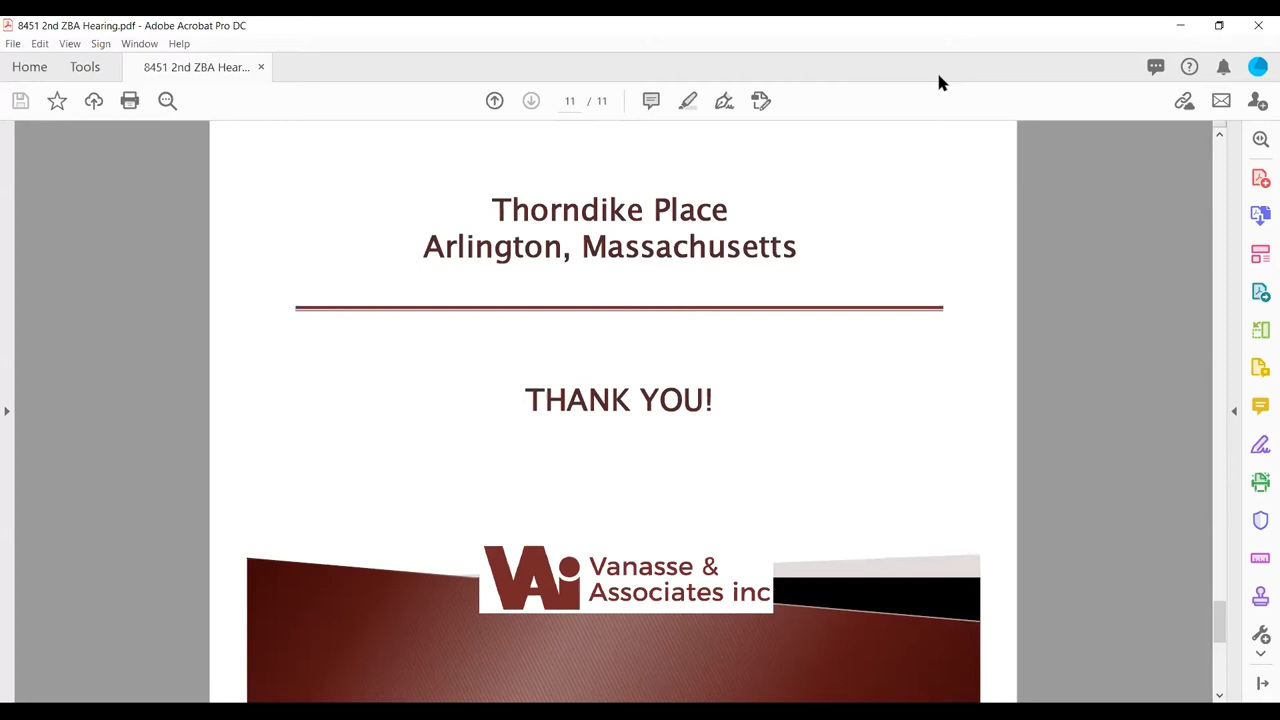 8451 2nd ZBA Hearing.pdf - Adobe Acrobat Pro DC
File Edit View Sign Window Help
Home Tools 8451 2nd ZBA Hear... ×
11 / 11
Thorndike Place
Arlington, Massachusetts
THANK YOU!
VAi Vanasse &
Associates inc